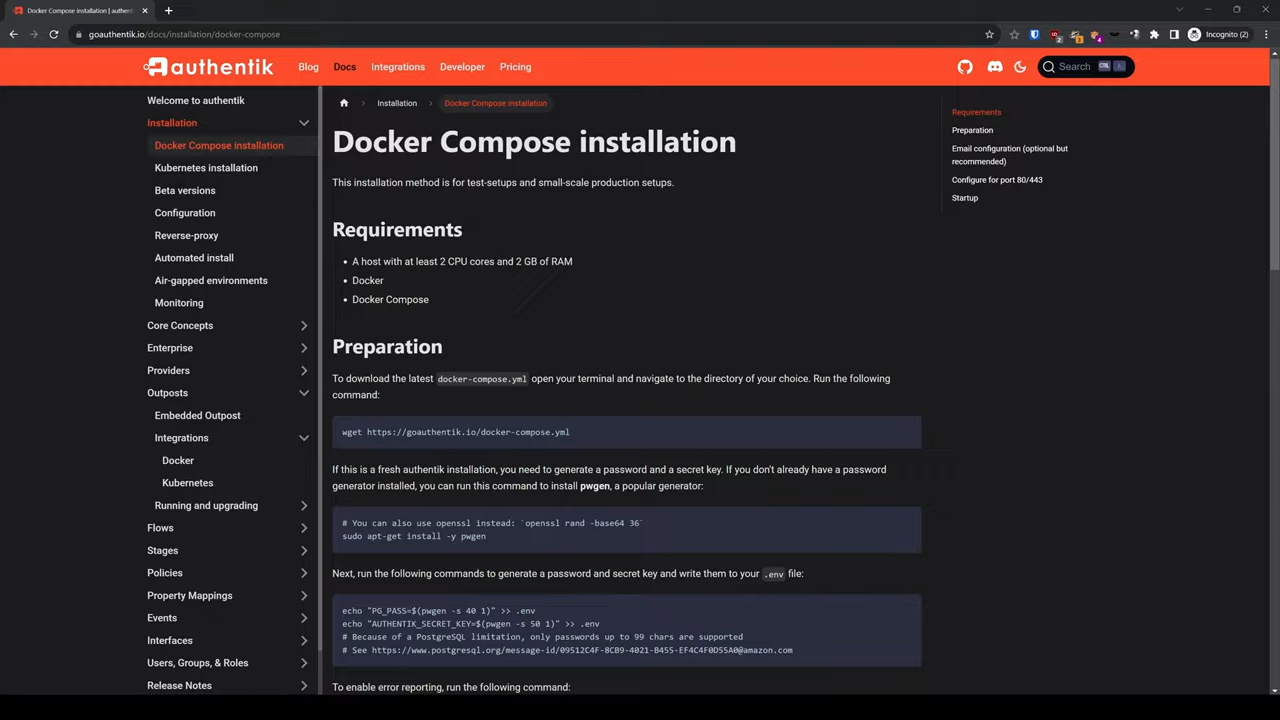 Docker Compose installation | authent
goauthentik.io/docs/installation/docker-compose
Incognito (2)
authentik
Blog
Docs
Integrations
Developer
Pricing
Search
CTRL
Welcome to authentik
Installation
Docker Compose installation
Kubernetes installation
Beta versions
Configuration
Reverse-proxy
Automated install
Air-gapped environments
Monitoring
Core Concepts
Enterprise
Providers
Outposts
Embedded Outpost
Integrations
Docker
Kubernetes
Running and upgrading
Flows
Stages
Policies
Property Mappings
Events
Interfaces
Users, Groups, & Roles
Release Notes
Installation
Docker Compose installation
Docker Compose installation
This installation method is for test-setups and small-scale production setups.
Requirements
A host with at least 2 CPU cores and 2 GB of RAM
Docker
Docker Compose
Preparation
To download the latest docker-compose.yml open your terminal and navigate to the directory of your choice. Run the following
command:
wget https://goauthentik.io/docker-compose.yml
If this is a fresh authentik installation, you need to generate a password and a secret key. If you don't already have a password
generator installed, you can run this command to install pwgen, a popular generator:
# You can also use openssl instead: `openssl rand -base64 36`
sudo apt-get install -y pwgen
Next, run the following commands to generate a password and secret key and write them to your .env file:
echo "PG_PASS=$(pwgen -s 40 1)" >> .env
echo "AUTHENTIK_SECRET_KEY=$(pwgen -s 50 1)" >> .env
# Because of a PostgreSQL limitation, only passwords up to 99 chars are supported
# See https://www.postgresql.org/message-id/09512C4F-8CB9-4021-B455-EF4C4F0D55A0@amazon.com
To enable error reporting, run the following command:
Requirements
Preparation
Email configuration (optional but
recommended)
Configure for port 80/443
Startup